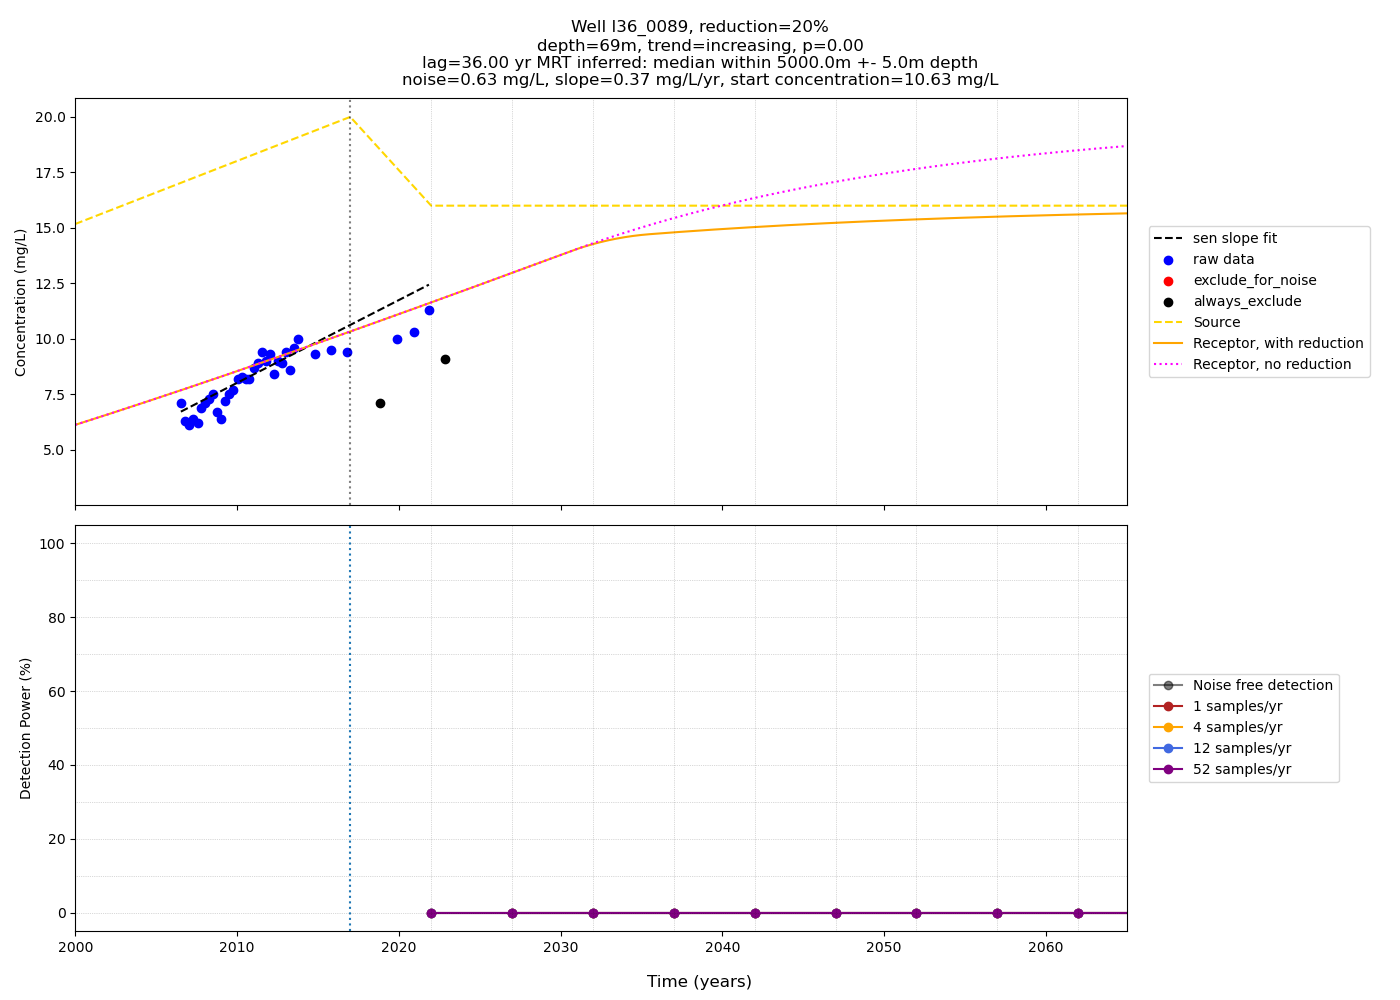 Well l36_0089, reduction=20%
depth=69m, trend=increasing, p=0.00
lag=36.00 yr MRT inferred: median within 5000.0m +- 5.0m depth
noise=0.63 mg/L, slope=0.37 mg/L/yr, start concentration=10.63 mg/L
Concentration (mg/L)
20.0
17.5
15.0
12.5
10.0
7.5
5.0
sen slope fit
raw data
exclude_for_noise
always_exclude
Source
Receptor, with reduction
Receptor, no reduction
Detection Power (%)
100
80
60
40
20
0
Noise free detection
1 samples/yr
4 samples/yr
12 samples/yr
52 samples/yr
2000
2010
2020
2030
2040
2050
2060
Time (years)